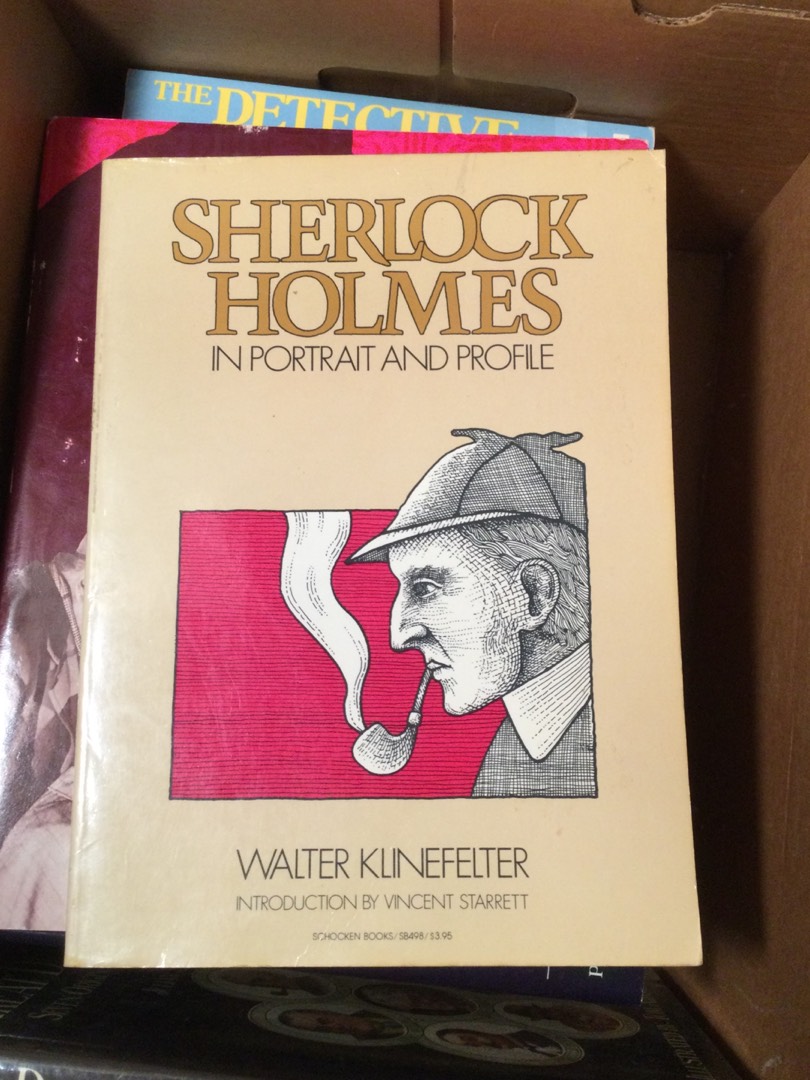 THE DETECTIVE
SHERLOCK
HOLMES
IN PORTRAIT AND PROFILE
WALTER KLINEFELTER
INTRODUCTION BY VINCENT STARRETT
SCHOCKEN BOOKS/SB498/$3.95